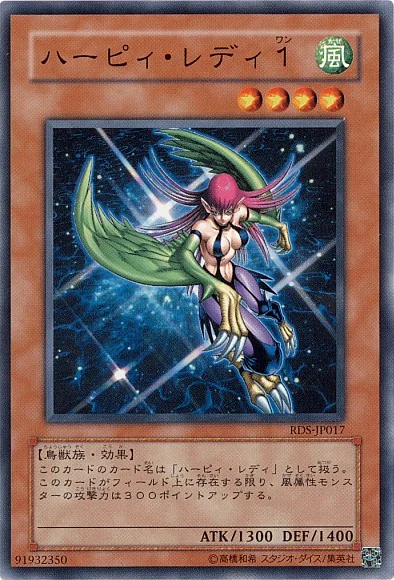 ハーピィ・レディ1
ワン
風
かぜ
RDS-JP017
【鳥獣族・効果】
このカードのカード名は「ハーピィ・レディ」として扱う。
このカードがフィールド上に存在する限り、風属性モンス
ターの攻撃力は300ポイントアップする。
ATK/1300 DEF/1400
91932350
©高橋和希 スタジオ・ダイス/集英社